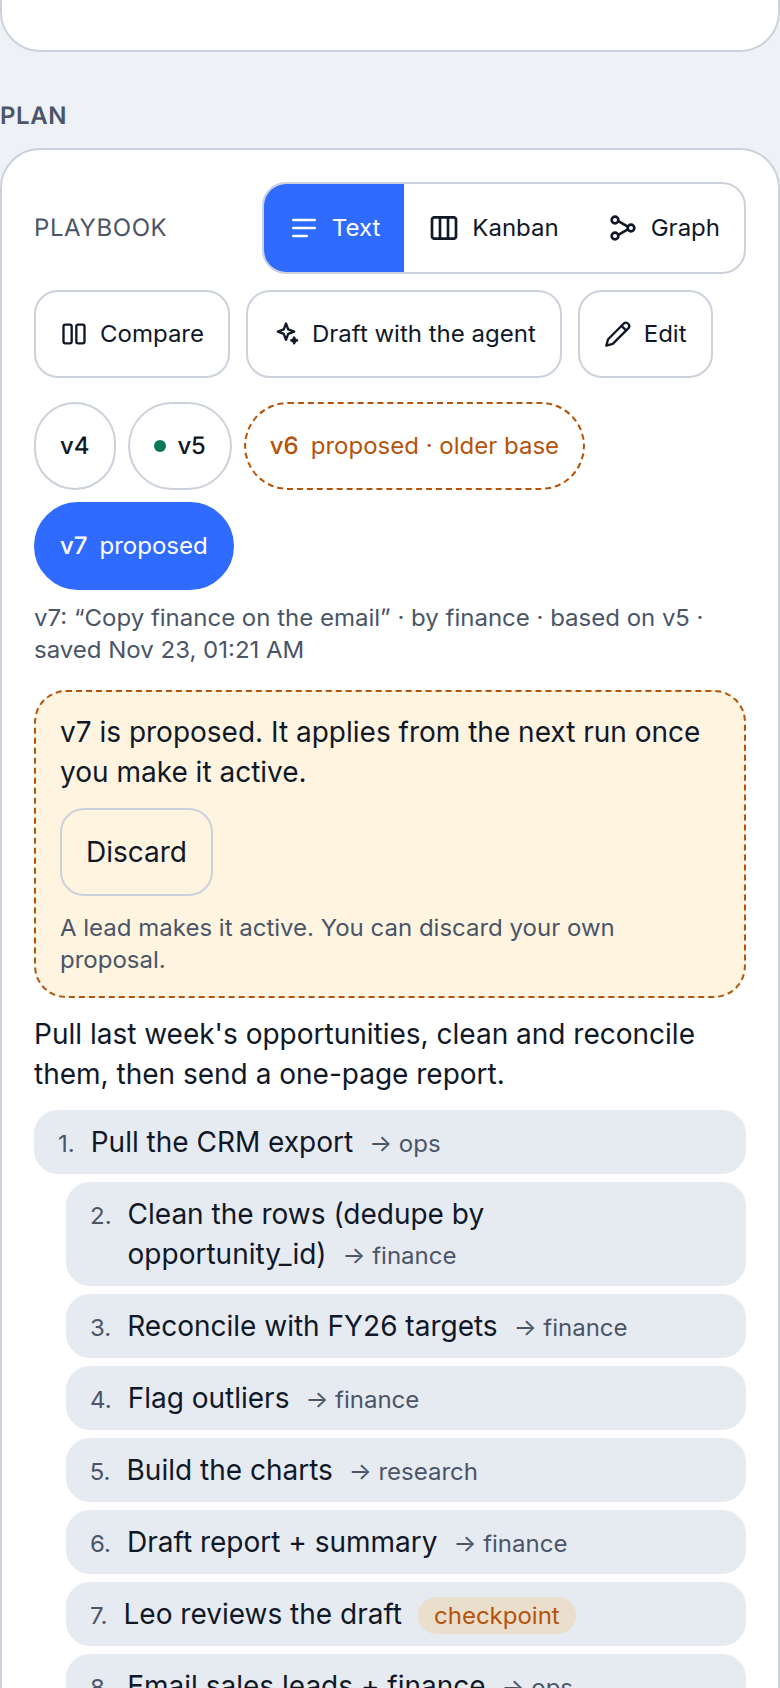 PLAN
PLAYBOOK
Text
Kanban
Graph
Compare
Draft with the agent
Edit
v4
v5
v6 proposed · older base
v7 proposed
v7: “Copy finance on the email” · by finance · based on v5 ·
saved Nov 23, 01:21 AM
v7 is proposed. It applies from the next run once
you make it active.
Discard
A lead makes it active. You can discard your own
proposal.
Pull last week's opportunities, clean and reconcile
them, then send a one-page report.
1. Pull the CRM export → ops
2. Clean the rows (dedupe by
opportunity_id) → finance
3. Reconcile with FY26 targets → finance
4. Flag outliers → finance
5. Build the charts → research
6. Draft report + summary → finance
7. Leo reviews the draft checkpoint
8. Email sales leads + finance → ops